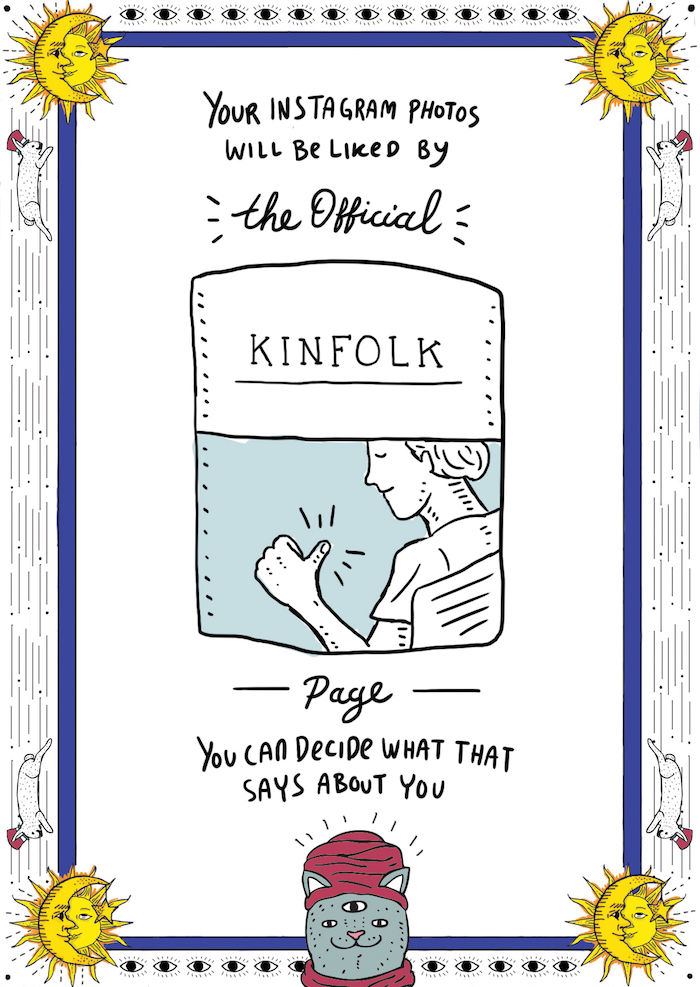 YOUR INSTAGRAM PHOTOS
WILL BE LIKED BY
the Official
KINFOLK
Page
YOU CAN DECIDE WHAT THAT
SAYS ABOUT YOU